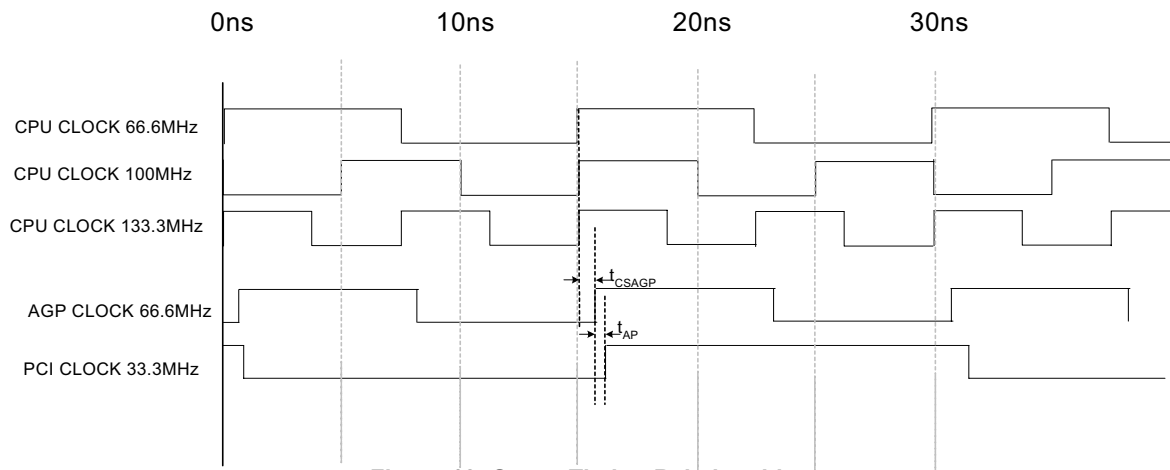 0ns 10ns 20ns 30ns
CPU CLOCK 66.6MHz
CPU CLOCK 100MHz
CPU CLOCK 133.3MHz
tCSAGP
AGP CLOCK 66.6MHz
tAP
PCI CLOCK 33.3MHz